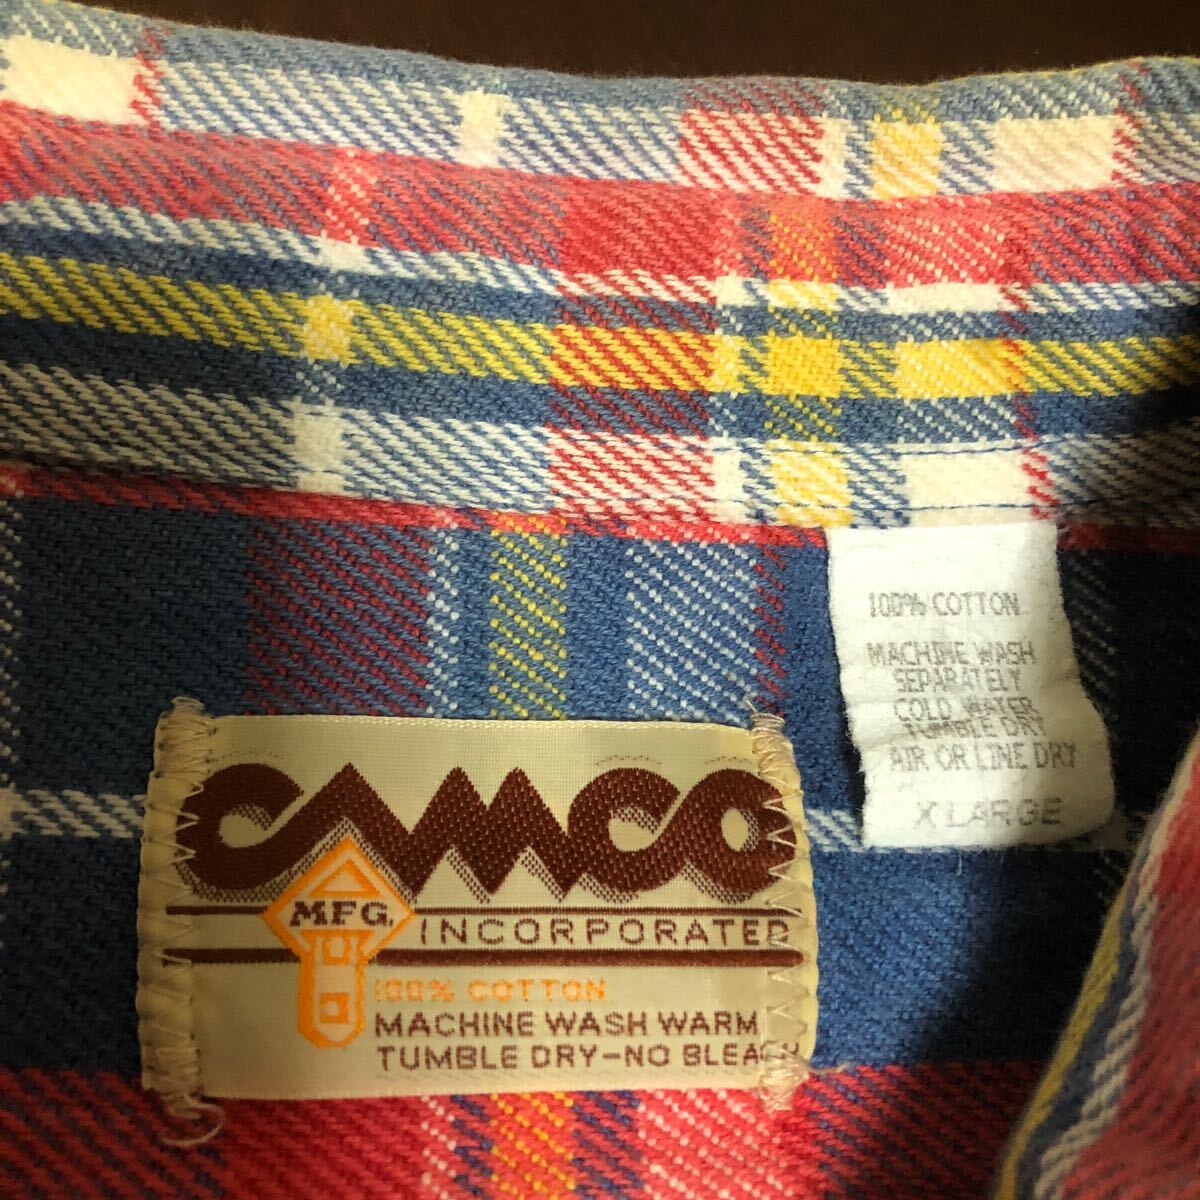 100% COTTON
MACHINE WASH
SEPARATELY
COLD WATER
TUMBLE DRY
AIR OR LINE DRY
X LARGE
CAMCO
MFG.
INCORPORATED
100% COTTON
MACHINE WASH WARM
TUMBLE DRY-NO BLEACH